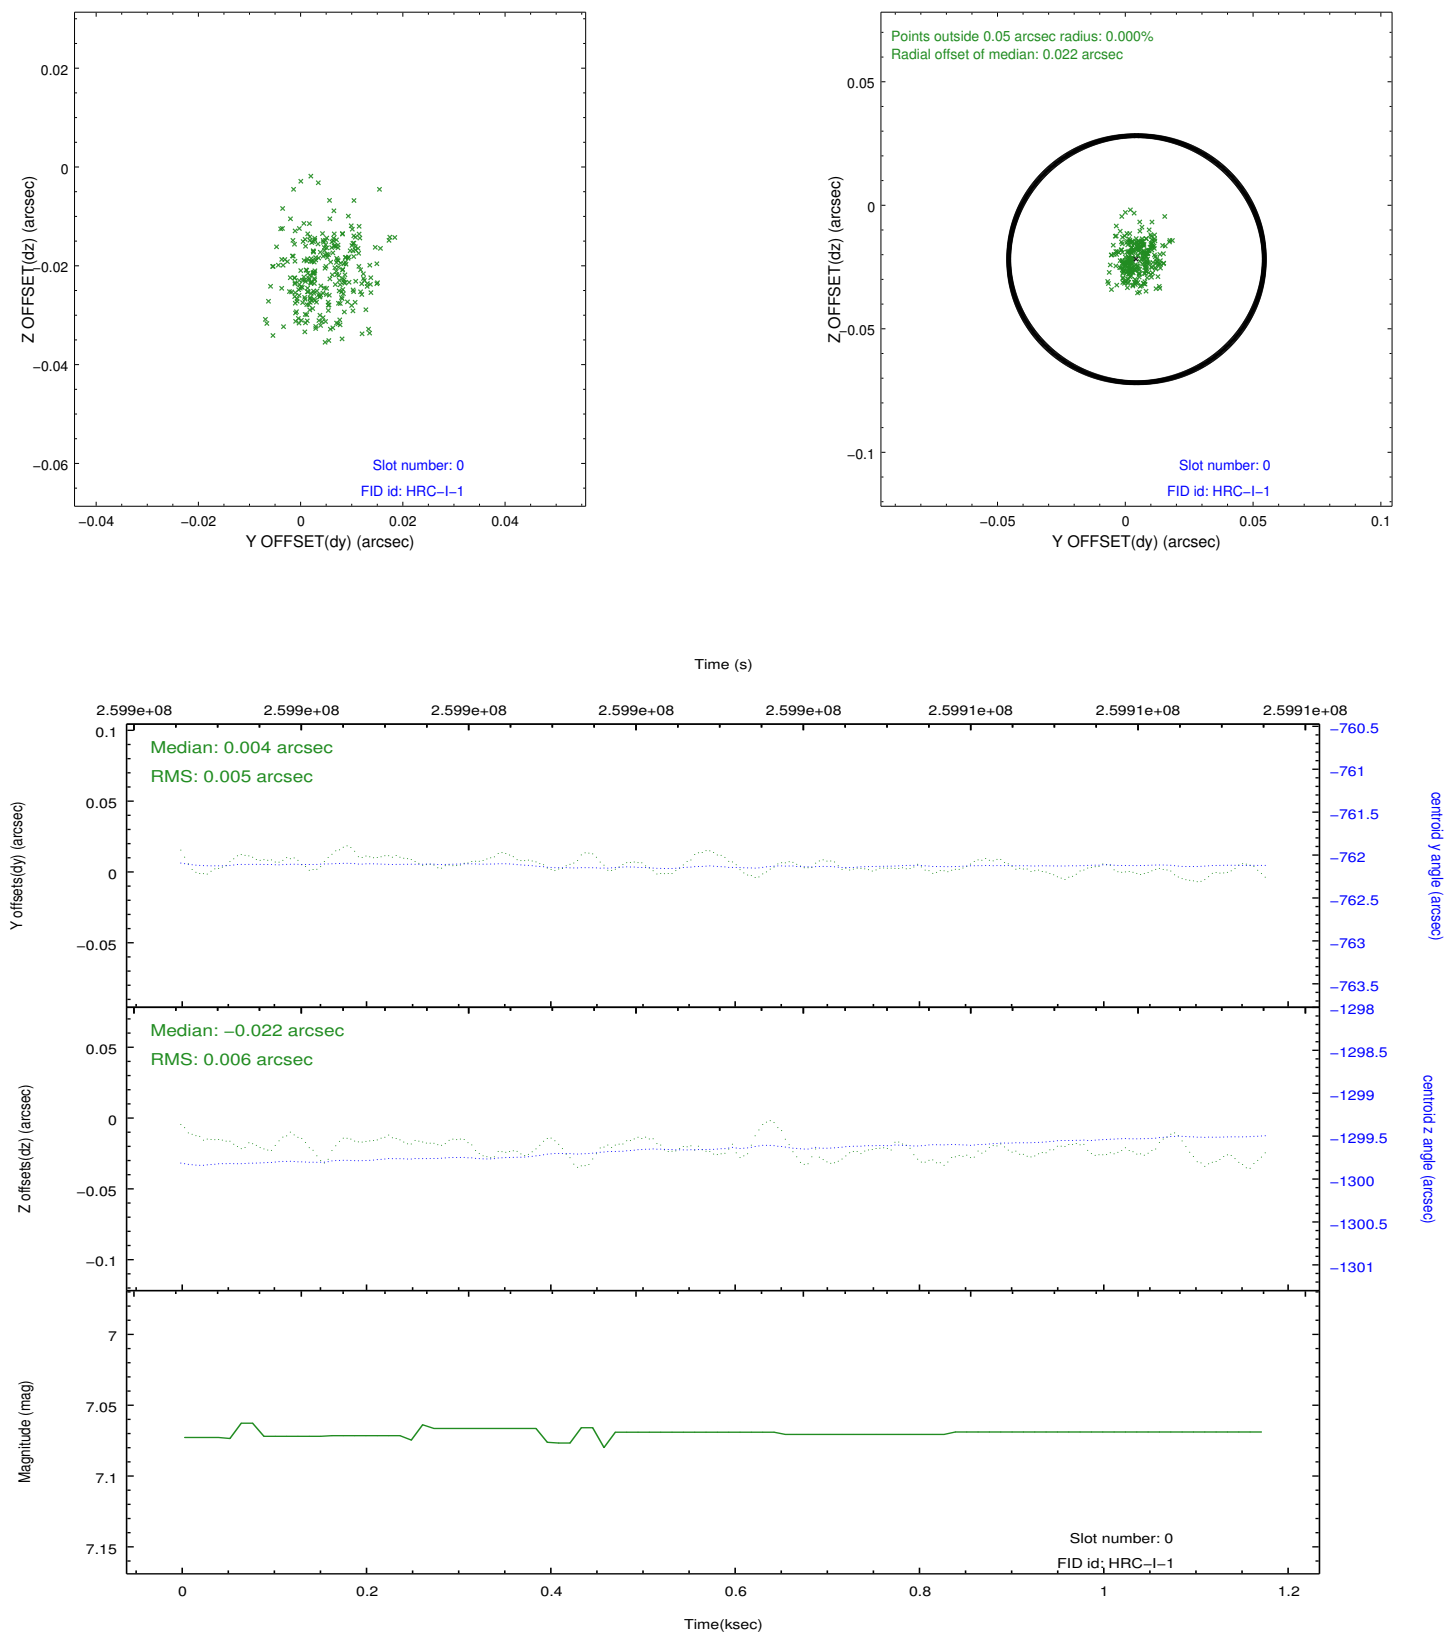 0.02
0
−0.02
−0.04
−0.06
Z OFFSET(dz) (arcsec)
Slot number: 0
FID id: HRC−I−1
−0.04
−0.02
0
0.02
0.04
Y OFFSET(dy) (arcsec)
Points outside 0.05 arcsec radius: 0.000%
Radial offset of median: 0.022 arcsec
0.05
0
−0.05
−0.1
Z OFFSET(dz) (arcsec)
Slot number: 0
FID id: HRC−I−1
−0.05
0
0.05
0.1
Y OFFSET(dy) (arcsec)
Time (s)
2.599e+08
2.599e+08
2.599e+08
2.599e+08
2.599e+08
2.5991e+08
2.5991e+08
2.5991e+08
0.1
0.05
0
−0.05
Y offsets(dy) (arcsec)
Median: 0.004 arcsec
RMS: 0.005 arcsec
−760.5
−761
−761.5
−762
−762.5
−763
−763.5
centroid y angle (arcsec)
0.05
0
−0.05
−0.1
Z offsets(dz) (arcsec)
Median: −0.022 arcsec
RMS: 0.006 arcsec
−1298
−1298.5
−1299
−1299.5
−1300
−1300.5
−1301
centroid z angle (arcsec)
7
7.05
7.1
7.15
Magnitude (mag)
Slot number: 0
FID id: HRC−I−1
0
0.2
0.4
0.6
0.8
1
1.2
Time(ksec)